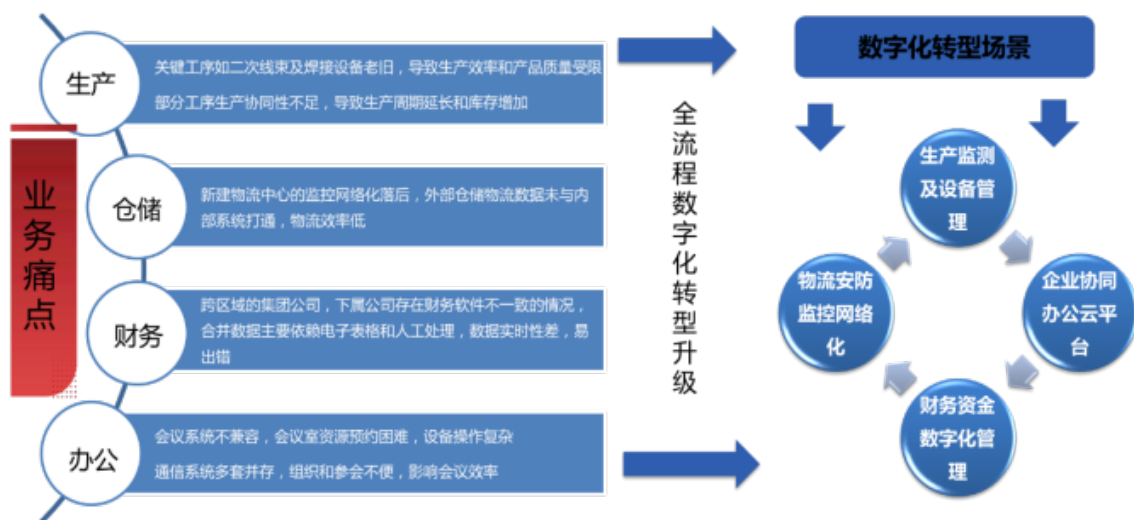 业务痛点
生产
关键工序如二次线束及焊接设备老旧，导致生产效率和产品质量受限
部分工序生产协同性不足，导致生产周期延长和库存增加
仓储
新建物流中心的监控网络化落后，外部仓储物流数据未与内
部系统打通，物流效率低
财务
跨区域的集团公司，下属公司存在财务软件不一致的情况，
合并数据主要依赖电子表格和人工处理，数据实时性差，易
出错
办公
会议系统不兼容，会议室资源预约困难，设备操作复杂
通信系统多套并存，组织和参会不便，影响会议效率
全流程数字化转型升级
数字化转型场景
生产监测
及设备管
理
企业协同
办公云平
台
财务资金
数字化管
理
物流安防
监控网络
化